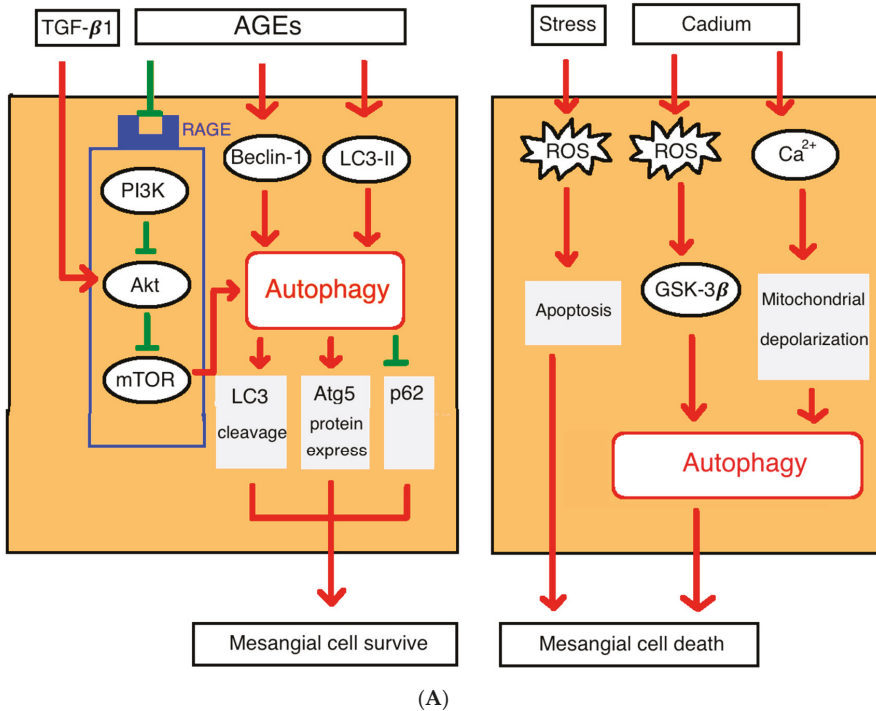 TGF-β1
AGEs
RAGE
PI3K
Akt
mTOR
Beclin-1
LC3-II
Autophagy
LC3
cleavage
Atg5
protein
express
p62
Mesangial cell survive
Stress
Cadium
ROS
ROS
Ca²⁺
Apoptosis
GSK-3β
Mitochondrial
depolarization
Autophagy
Mesangial cell death
(A)